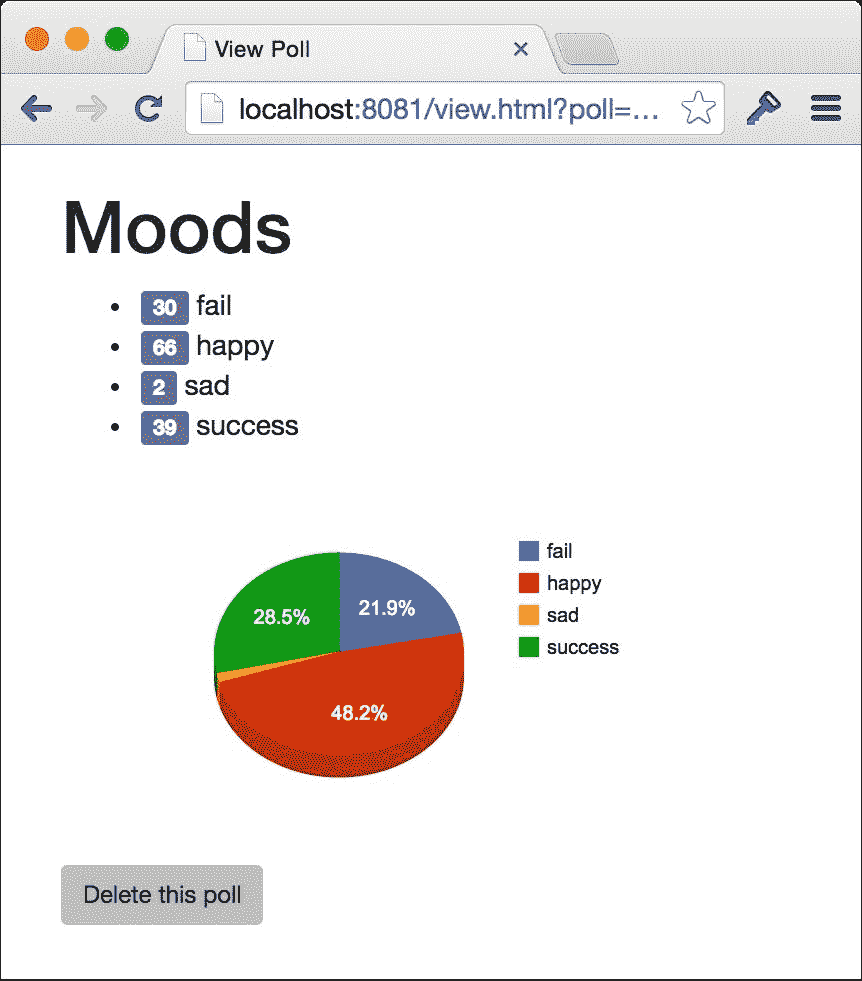 View Poll
localhost:8081/view.html?poll=...
Moods
30 fail
66 happy
2 sad
39 success
fail
happy
sad
success
28.5%
21.9%
48.2%
Delete this poll